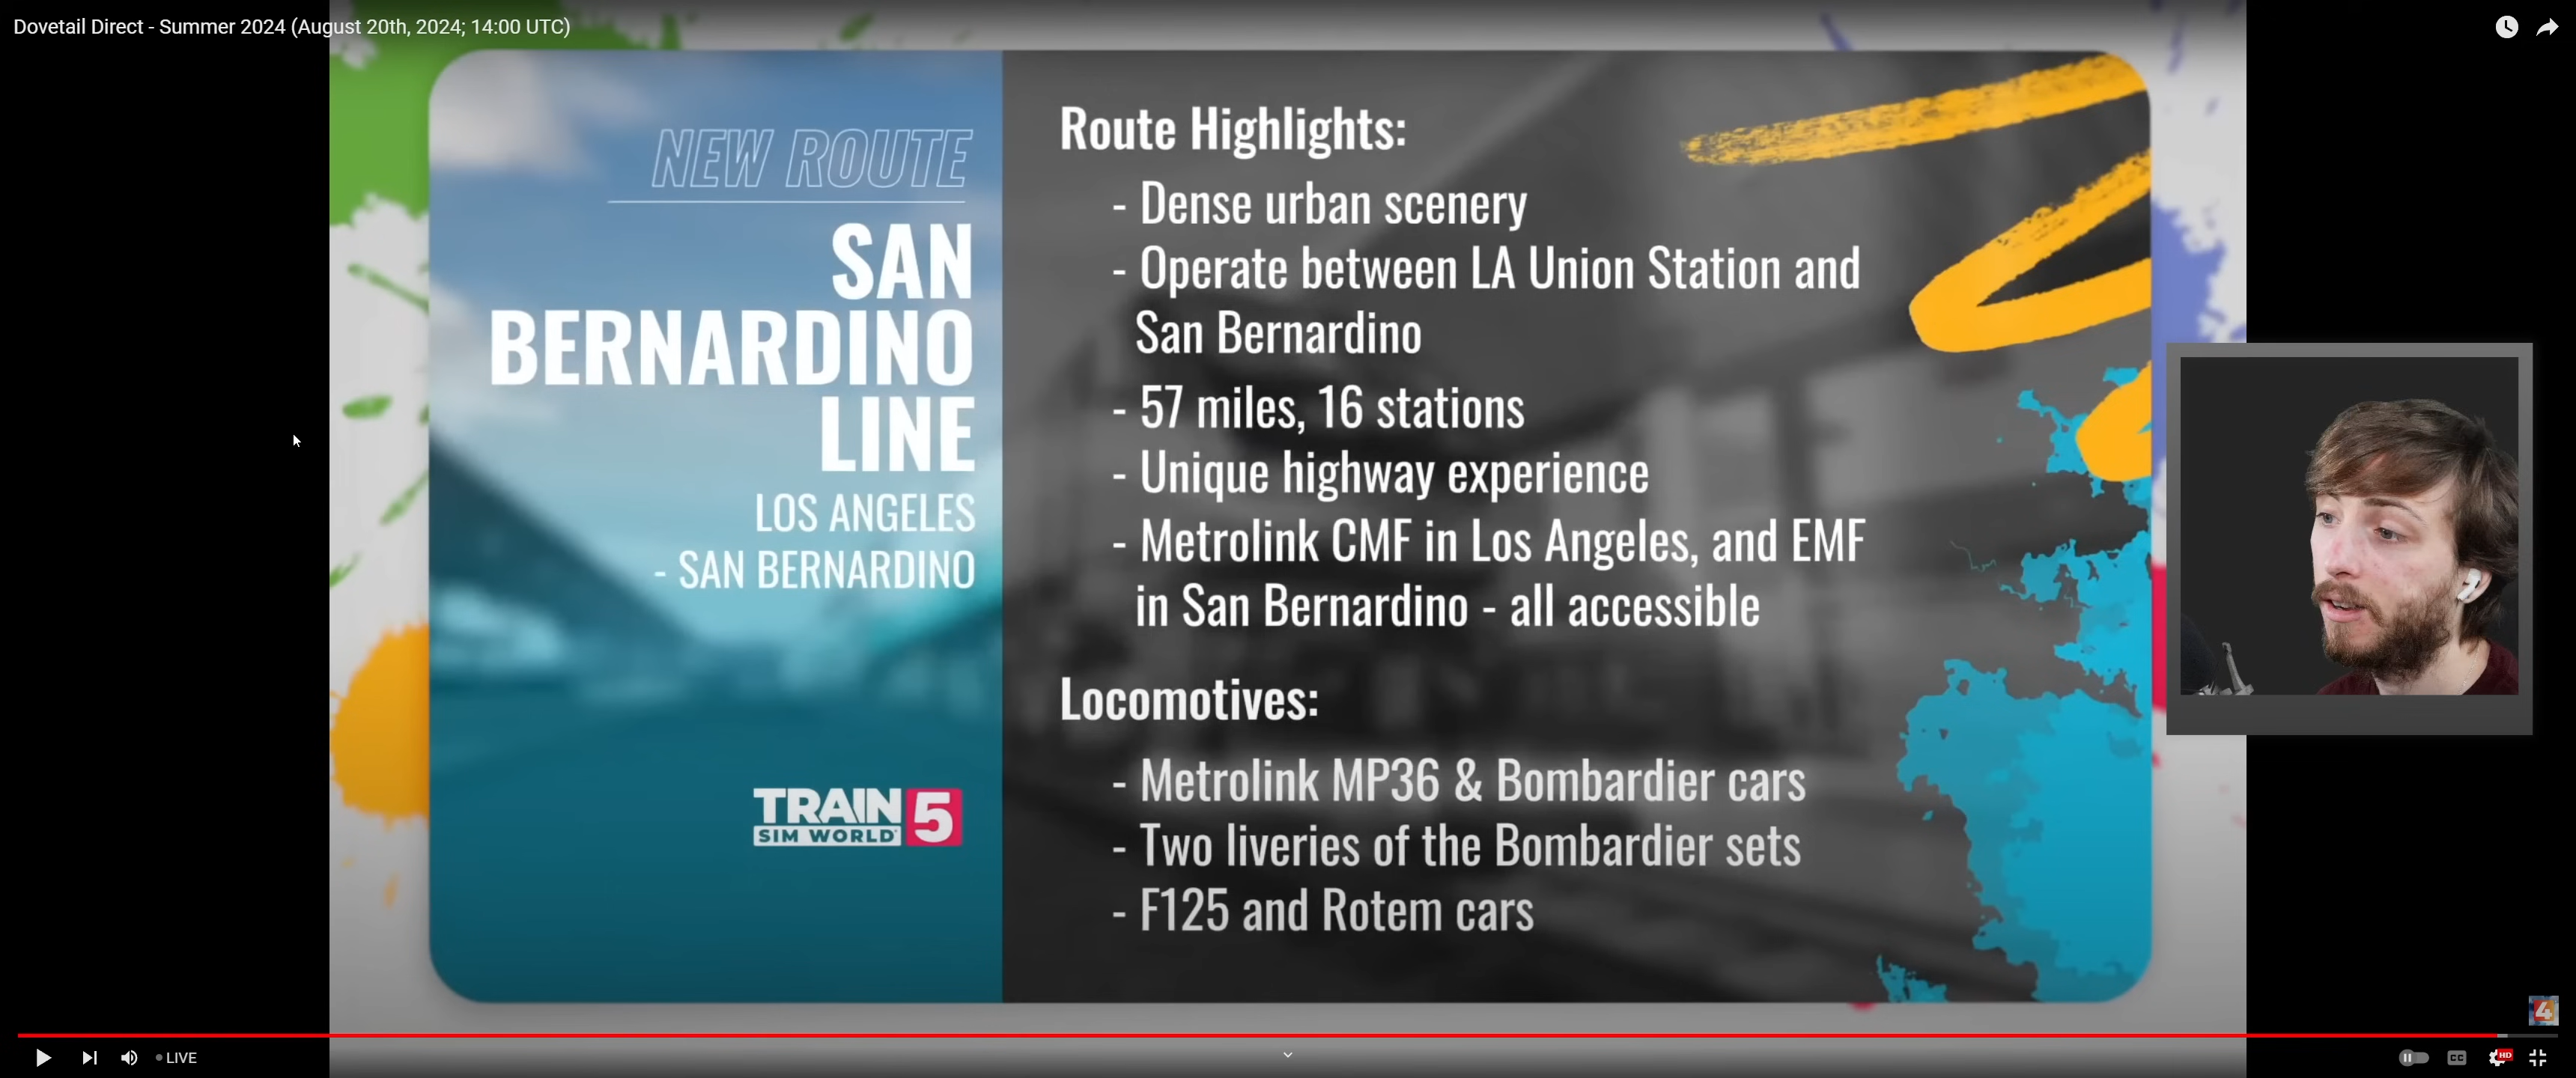 Dovetail Direct - Summer 2024 (August 20th, 2024; 14:00 UTC)
NEW ROUTE
SAN
BERNARDINO
LINE
LOS ANGELES
- SAN BERNARDINO
TRAIN 5
SIM WORLD
Route Highlights:
- Dense urban scenery
- Operate between LA Union Station and
San Bernardino
- 57 miles, 16 stations
- Unique highway experience
- Metrolink CMF in Los Angeles, and EMF
in San Bernardino - all accessible
Locomotives:
- Metrolink MP36 & Bombardier cars
- Two liveries of the Bombardier sets
- F125 and Rotem cars
4
LIVE
CC
HD